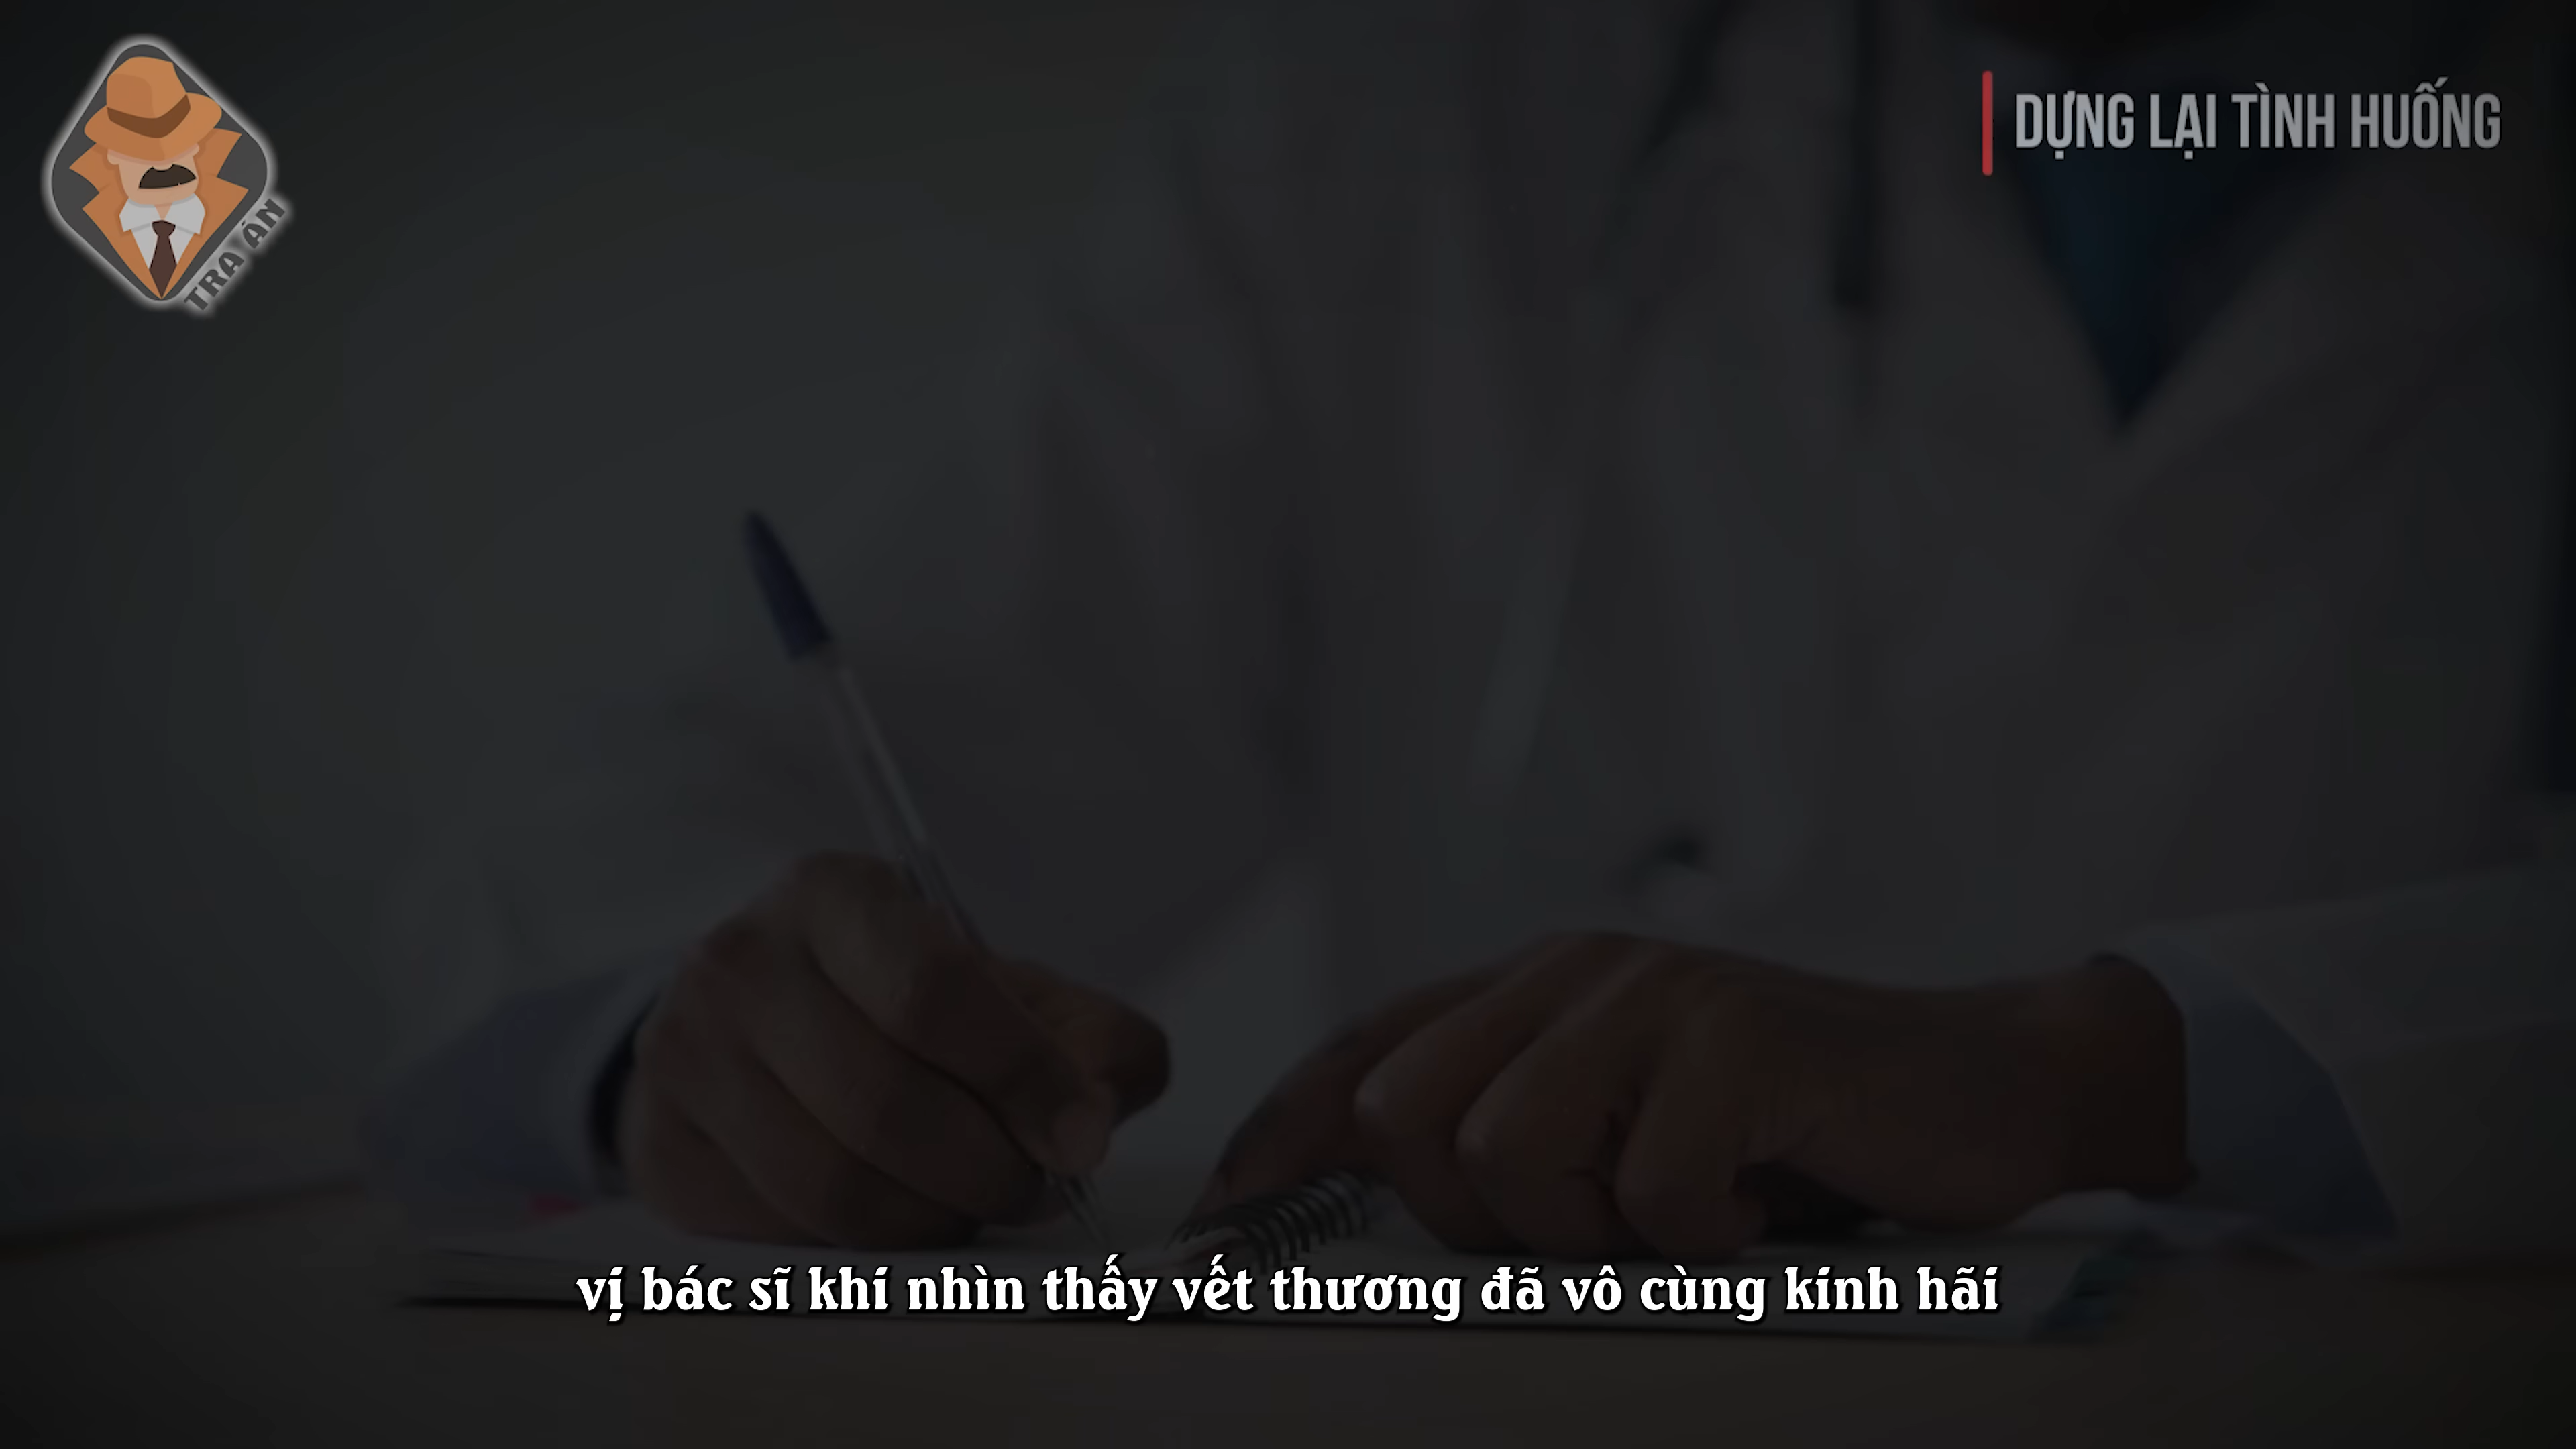 TRA ÁN
DỰNG LẠI TÌNH HUỐNG
vị bác sĩ khi nhìn thấy vết thương đã vô cùng kinh hãi